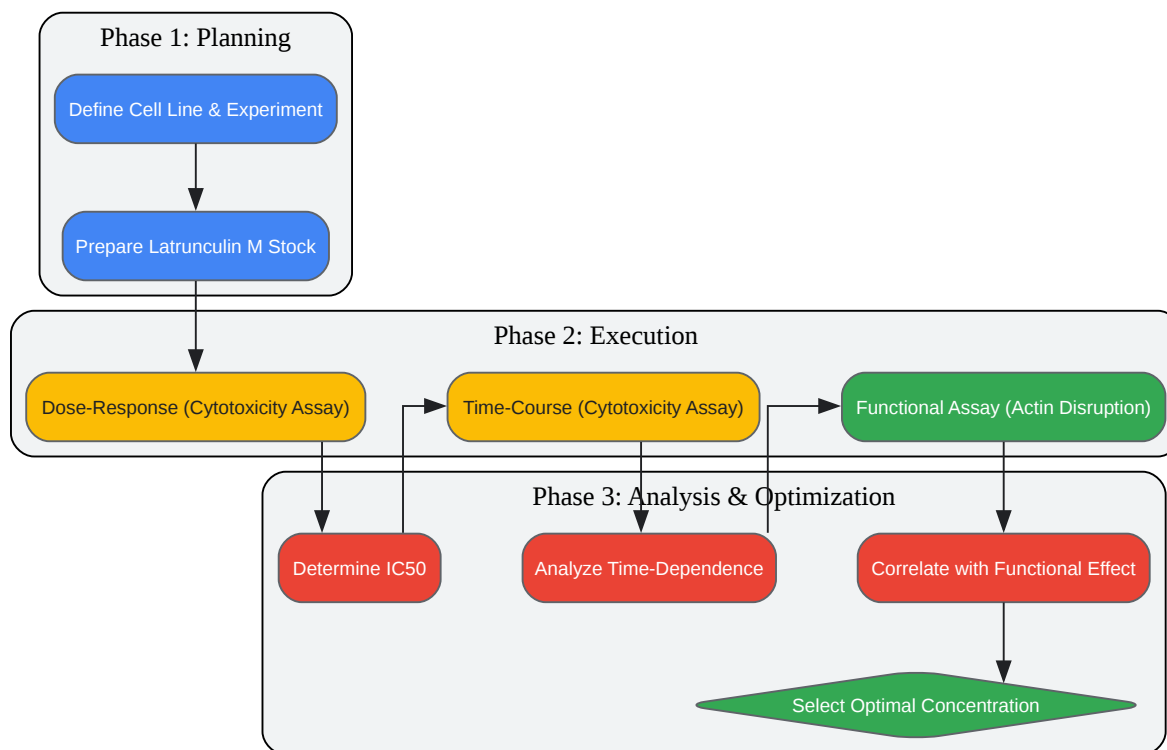 Phase 1: Planning
Define Cell Line & Experiment
Prepare Latrunculin M Stock
Phase 2: Execution
Dose-Response (Cytotoxicity Assay)
Time-Course (Cytotoxicity Assay)
Functional Assay (Actin Disruption)
Phase 3: Analysis & Optimization
Determine IC50
Analyze Time-Dependence
Correlate with Functional Effect
Select Optimal Concentration